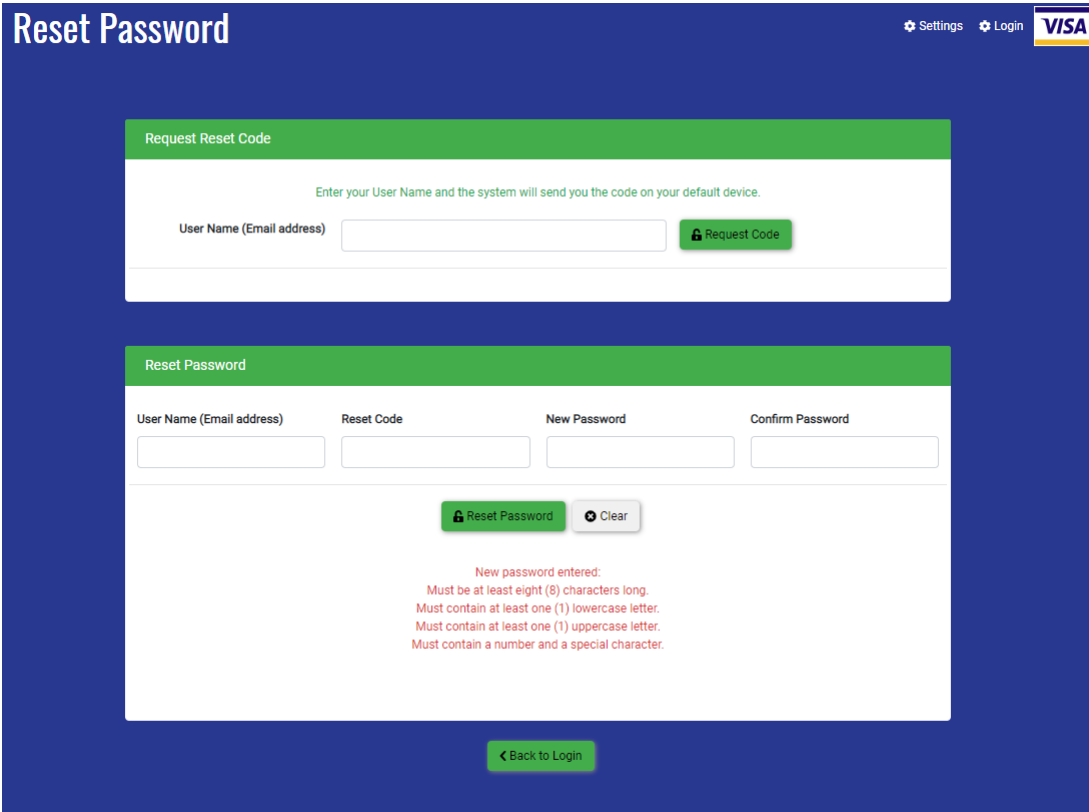 Reset Password
Settings
Login
VISA
Request Reset Code
Enter your User Name and the system will send you the code on your default device.
User Name (Email address)
Request Code
Reset Password
User Name (Email address)
Reset Code
New Password
Confirm Password
Reset Password
Clear
New password entered:
Must be at least eight (8) characters long.
Must contain at least one (1) lowercase letter.
Must contain at least one (1) uppercase letter.
Must contain a number and a special character.
Back to Login